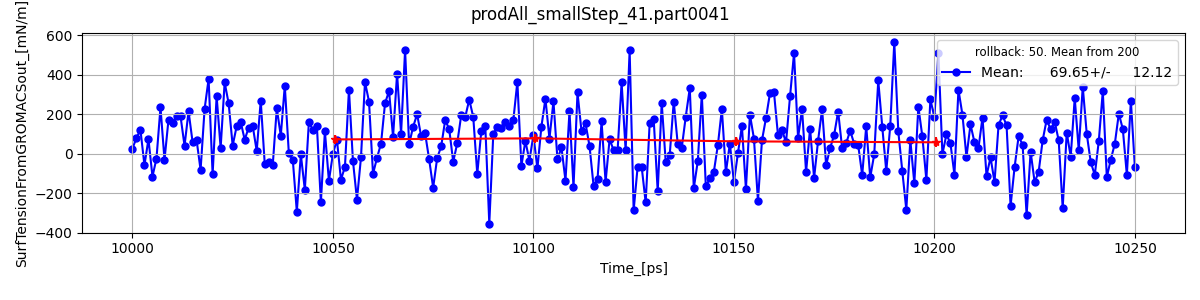 prodAll_smallStep_41.part0041
SurfTensionFromGROMACSout_[mN/m]
600
400
200
0
−200
−400
rollback: 50. Mean from 200
Mean: 69.65+/- 12.12
10000
10050
10100
10150
10200
10250
Time_[ps]